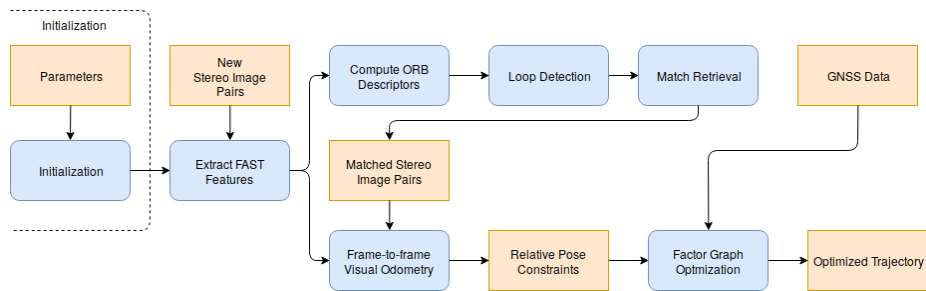 Initialization
Parameters
New
Stereo Image
Pairs
Compute ORB
Descriptors
Loop Detection
Match Retrieval
GNSS Data
Initialization
Extract FAST
Features
Matched Stereo
Image Pairs
Frame-to-frame
Visual Odometry
Relative Pose
Constraints
Factor Graph
Optmization
Optimized Trajectory